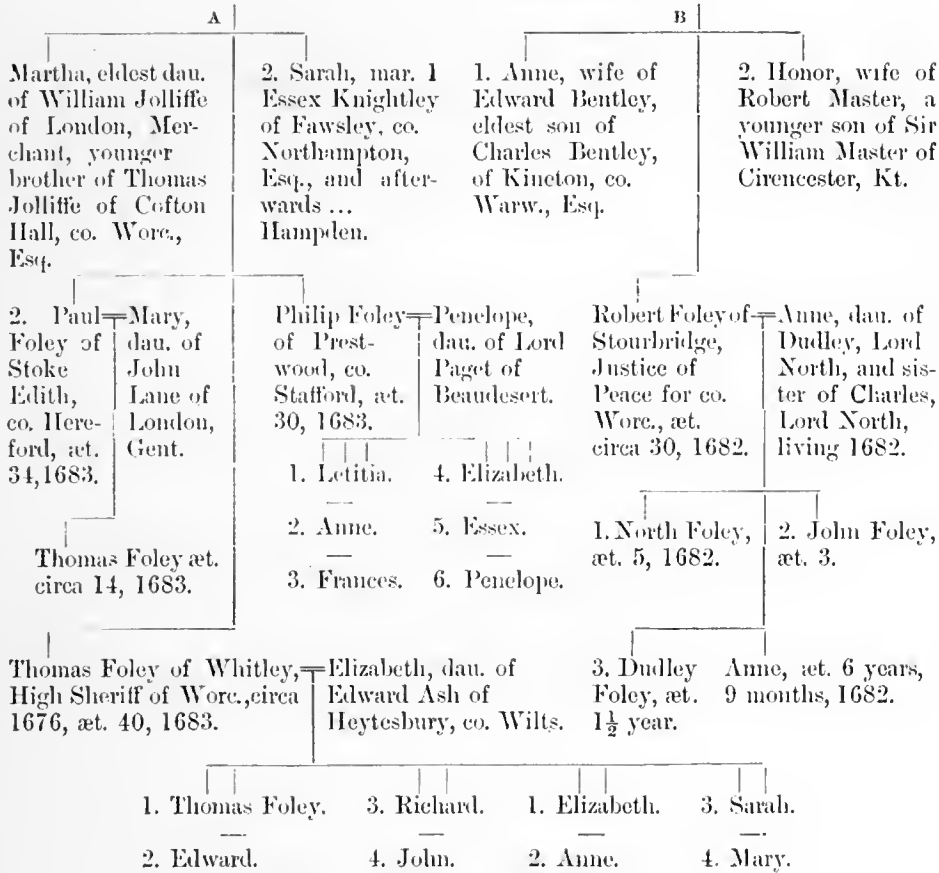 A
B
Martha, eldest dau.
of William Jolliffe
of London, Mer-
chant, younger
brother of Thomas
Jolliffe of Cofton
Hall, co. Worc.,
Esq.
2. Sarah, mar. 1
Essex Knightley
of Fawsley, co.
Northampton,
Esq., and after-
wards ...
Hampden.
1. Anne, wife of
Edward Bentley,
eldest son of
Charles Bentley,
of Kineton, co.
Warw., Esq.
2. Honor, wife of
Robert Master, a
younger son of Sir
William Master of
Cirencester, Kt.
2. Paul
Foley of
Stoke
Edith,
co. Here-
ford, æt.
34, 1683.
Mary,
dau. of
John
Lane of
London,
Gent.
Philip Foley
of Prest-
wood, co.
Stafford, æt.
30, 1683.
Penelope,
dau. of Lord
Paget of
Beaudesert.
Robert Foley of
Stourbridge,
Justice of
Peace for co.
Worc., æt.
circa 30, 1682.
Anne, dau. of
Dudley, Lord
North, and sis-
ter of Charles,
Lord North,
living 1682.
1. Letitia.
2. Anne.
3. Frances.
4. Elizabeth.
5. Essex.
6. Penelope.
1. North Foley,
æt. 5, 1682.
2. John Foley,
æt. 3.
Thomas Foley æt.
circa 14, 1683.
Thomas Foley of Whitley,
High Sheriff of Worc., circa
1676, æt. 40, 1683.
Elizabeth, dau. of
Edward Ash of
Heytesbury, co. Wilts.
3. Dudley
Foley, æt.
1½ year.
Anne, æt. 6 years,
9 months, 1682.
1. Thomas Foley.
2. Edward.
3. Richard.
4. John.
1. Elizabeth.
2. Anne.
3. Sarah.
4. Mary.